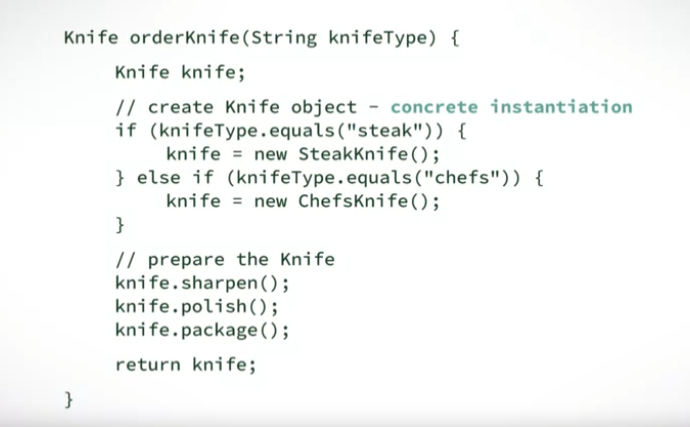 Knife orderKnife(String knifeType) {
Knife knife;
// create Knife object – concrete instantiation
if (knifeType.equals("steak")) {
knife = new SteakKnife();
} else if (knifeType.equals("chefs")) {
knife = new ChefsKnife();
}
// prepare the Knife
knife.sharpen();
knife.polish();
knife.package();
return knife;
}